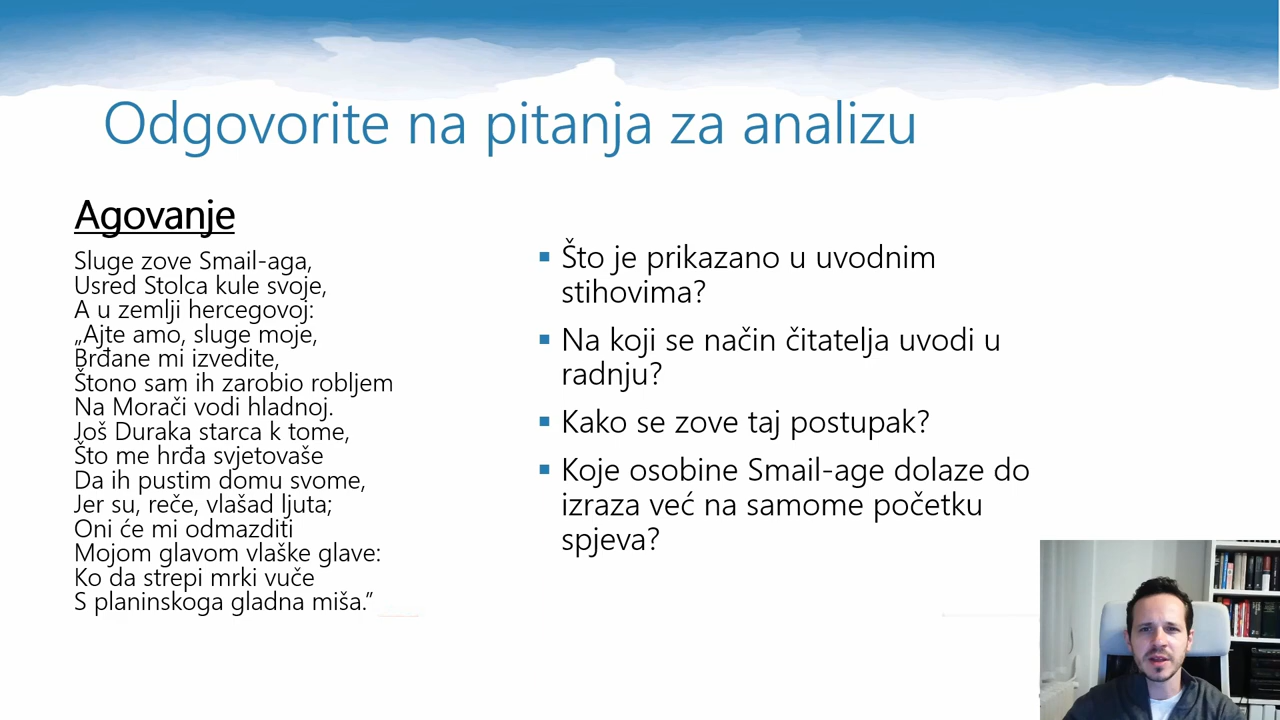 Odgovorite na pitanja za analizu
Agovanje
Sluge zove Smail-aga,
Usred Stolca kule svoje,
A u zemlji hercegovoj:
„Ajte amo, sluge moje,
Brđane mi izvedite,
Štono sam ih zarobio robljem
Na Morači vodi hladnoj.
Još Duraka starca k tome,
Što me hrđa svjetovaše
Da ih pustim domu svome,
Jer su, reče, vlašad ljuta;
Oni će mi odmazditi
Mojom glavom vlaške glave:
Ko da strepi mrki vuče
S planinskoga gladna miša.”
▪ Što je prikazano u uvodnim
stihovima?
▪ Na koji se način čitatelja uvodi u
radnju?
▪ Kako se zove taj postupak?
▪ Koje osobine Smail-age dolaze do
izraza već na samome početku
spjeva?